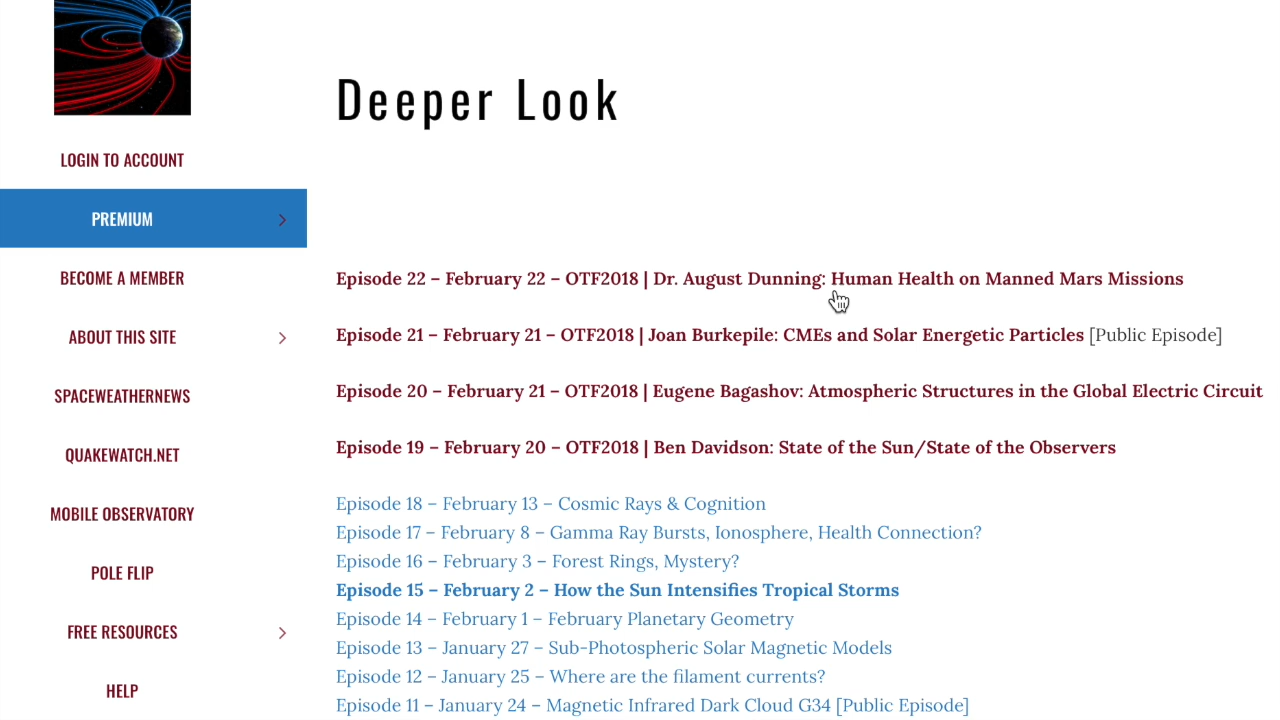 Deeper Look
LOGIN TO ACCOUNT
PREMIUM
BECOME A MEMBER
ABOUT THIS SITE
SPACEWEATHERNEWS
QUAKEWATCH.NET
MOBILE OBSERVATORY
POLE FLIP
FREE RESOURCES
HELP
Episode 22 – February 22 – OTF2018 | Dr. August Dunning: Human Health on Manned Mars Missions
Episode 21 – February 21 – OTF2018 | Joan Burkepile: CMEs and Solar Energetic Particles [Public Episode]
Episode 20 – February 21 – OTF2018 | Eugene Bagashov: Atmospheric Structures in the Global Electric Circuit
Episode 19 – February 20 – OTF2018 | Ben Davidson: State of the Sun/State of the Observers
Episode 18 – February 13 – Cosmic Rays & Cognition
Episode 17 – February 8 – Gamma Ray Bursts, Ionosphere, Health Connection?
Episode 16 – February 3 – Forest Rings, Mystery?
Episode 15 – February 2 – How the Sun Intensifies Tropical Storms
Episode 14 – February 1 – February Planetary Geometry
Episode 13 – January 27 – Sub-Photospheric Solar Magnetic Models
Episode 12 – January 25 – Where are the filament currents?
Episode 11 – January 24 – Magnetic Infrared Dark Cloud G34 [Public Episode]